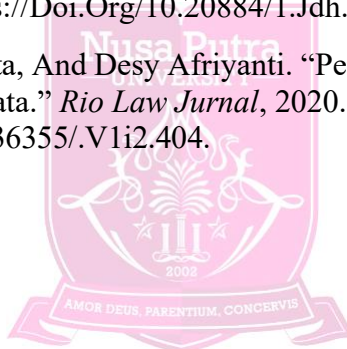 s://Doi.Org/10.20884/1.Jdh.
Nusa Putra
UNIVERSITY
ta, And Desy Afriyanti. “Pe
ata.” Rio Law Jurnal, 2020.
36355/.V1i2.404.
2002
AMOR DEUS, PARENTIUM, CONCERVIS